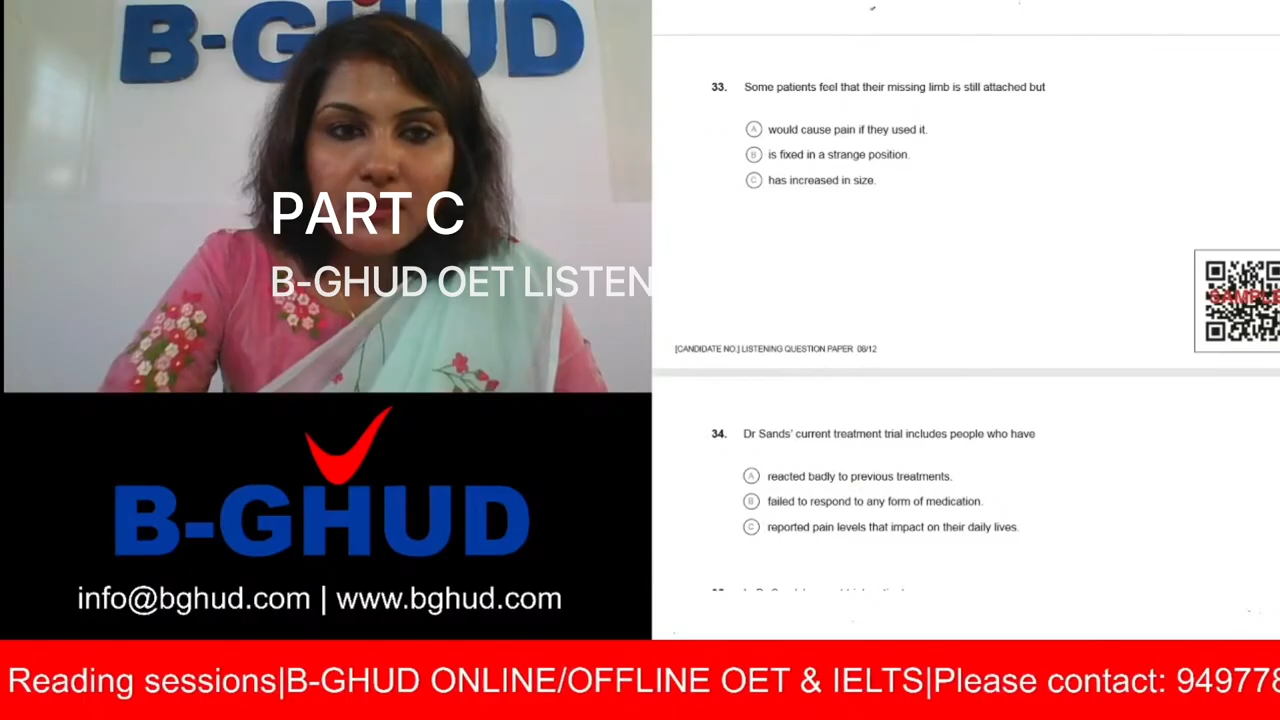 B-GHUD
PART C
B-GHUD OET LISTEN
B-GHUD
info@bghud.com | www.bghud.com
33. Some patients feel that their missing limb is still attached but
A would cause pain if they used it.
B is fixed in a strange position.
C has increased in size.
SAMPLE
[CANDIDATE NO.] LISTENING QUESTION PAPER 08/12
34. Dr Sands' current treatment trial includes people who have
A reacted badly to previous treatments.
B failed to respond to any form of medication.
C reported pain levels that impact on their daily lives.
Reading sessions|B-GHUD ONLINE/OFFLINE OET & IELTS|Please contact: 949778